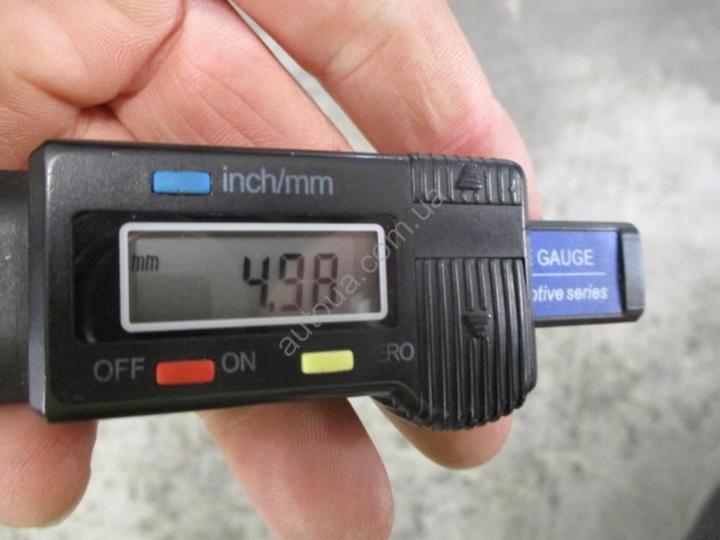 inch/mm
mm
4.98
E GAUGE
otive series
OFF ON ERO
autoua.com.ua